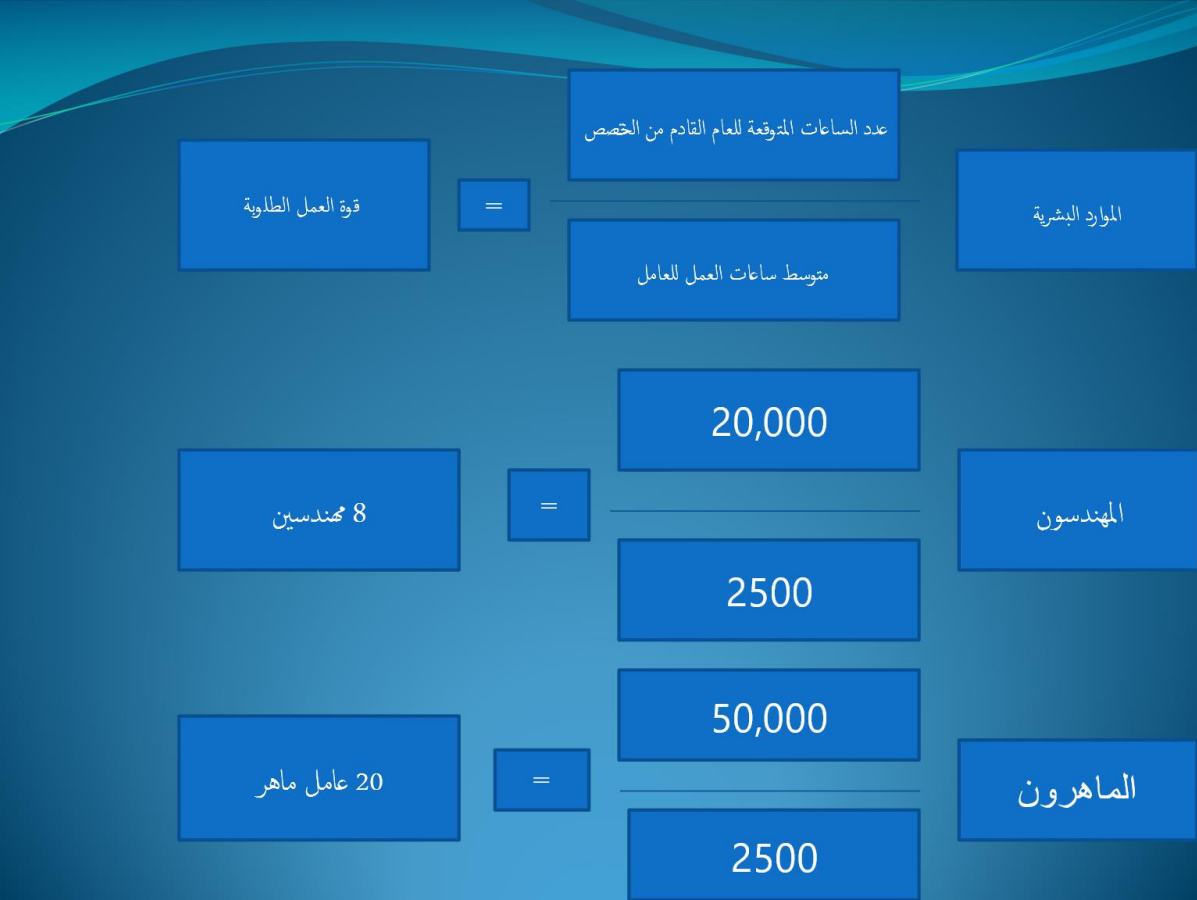 الموارد البشرية
عدد الساعات المتوقعة للعام القادم من التخصص
متوسط ساعات العمل للعامل
=
قوة العمل الطلوبة
المهندسون
20,000
2500
=
8 مهندسين
الماهرون
50,000
2500
=
20 عامل ماهر